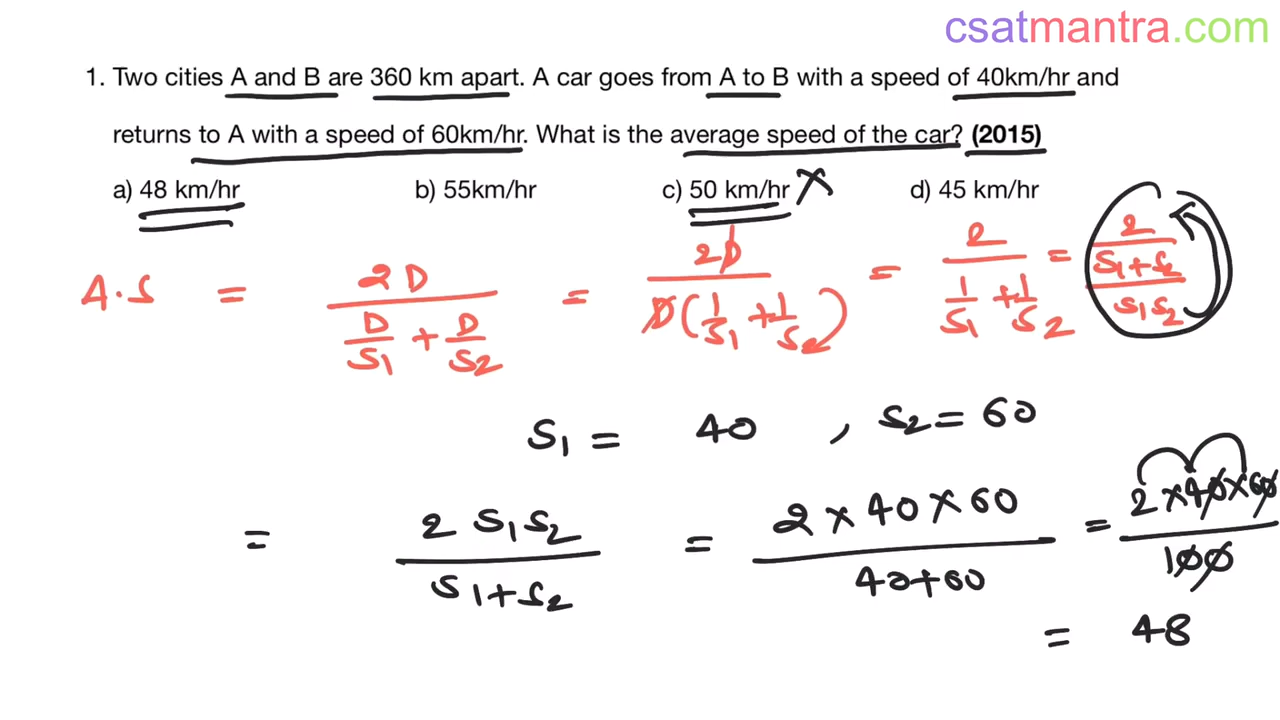 csatmantra.com
1. Two cities A and B are 360 km apart. A car goes from A to B with a speed of 40km/hr and
returns to A with a speed of 60km/hr. What is the average speed of the car? (2015)
a) 48 km/hr b) 55km/hr c) 50 km/hr X d) 45 km/hr
A.S = 2D / (D/S1 + D/S2) = 2D / D(1/S1 + 1/S2) = 2 / (1/S1 + 1/S2) = 2 / (S1+S2 / S1S2)
S1 = 40 , S2 = 60
= 2 S1S2 / S1+S2 = 2 × 40 × 60 / 40+60 = 2 × 40 × 60 / 100
= 48